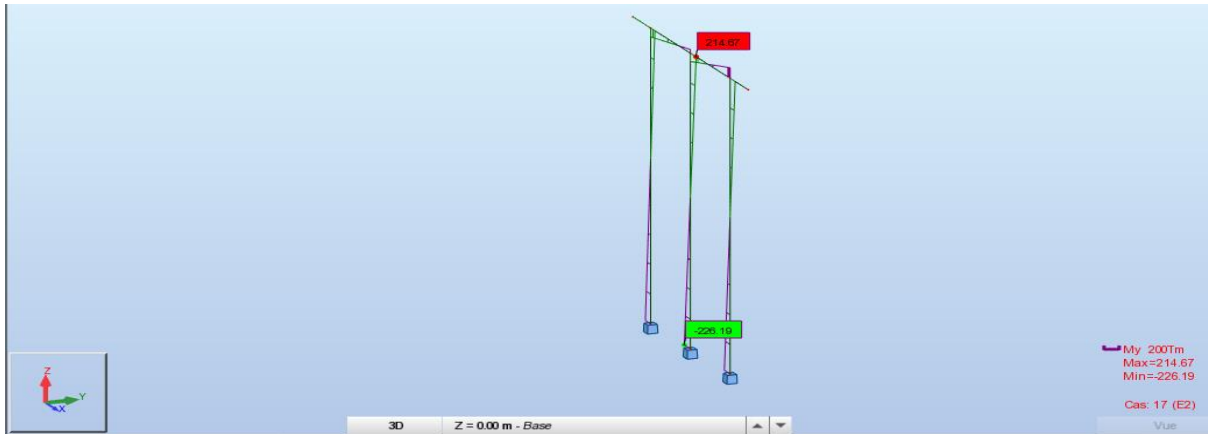 214.67
-226.19
My 200Tm
Max=214.67
Min=-226.19
Cas: 17 (E2)
Z
Y
X
3D Z = 0.00 m - Base
Vue